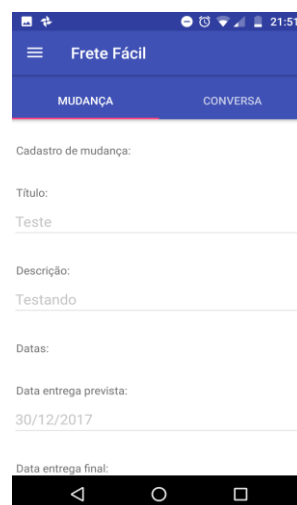 21:51
Frete Fácil
MUDANÇA CONVERSA
Cadastro de mudança:
Título:
Teste
Descrição:
Testando
Datas:
Data entrega prevista:
30/12/2017
Data entrega final: